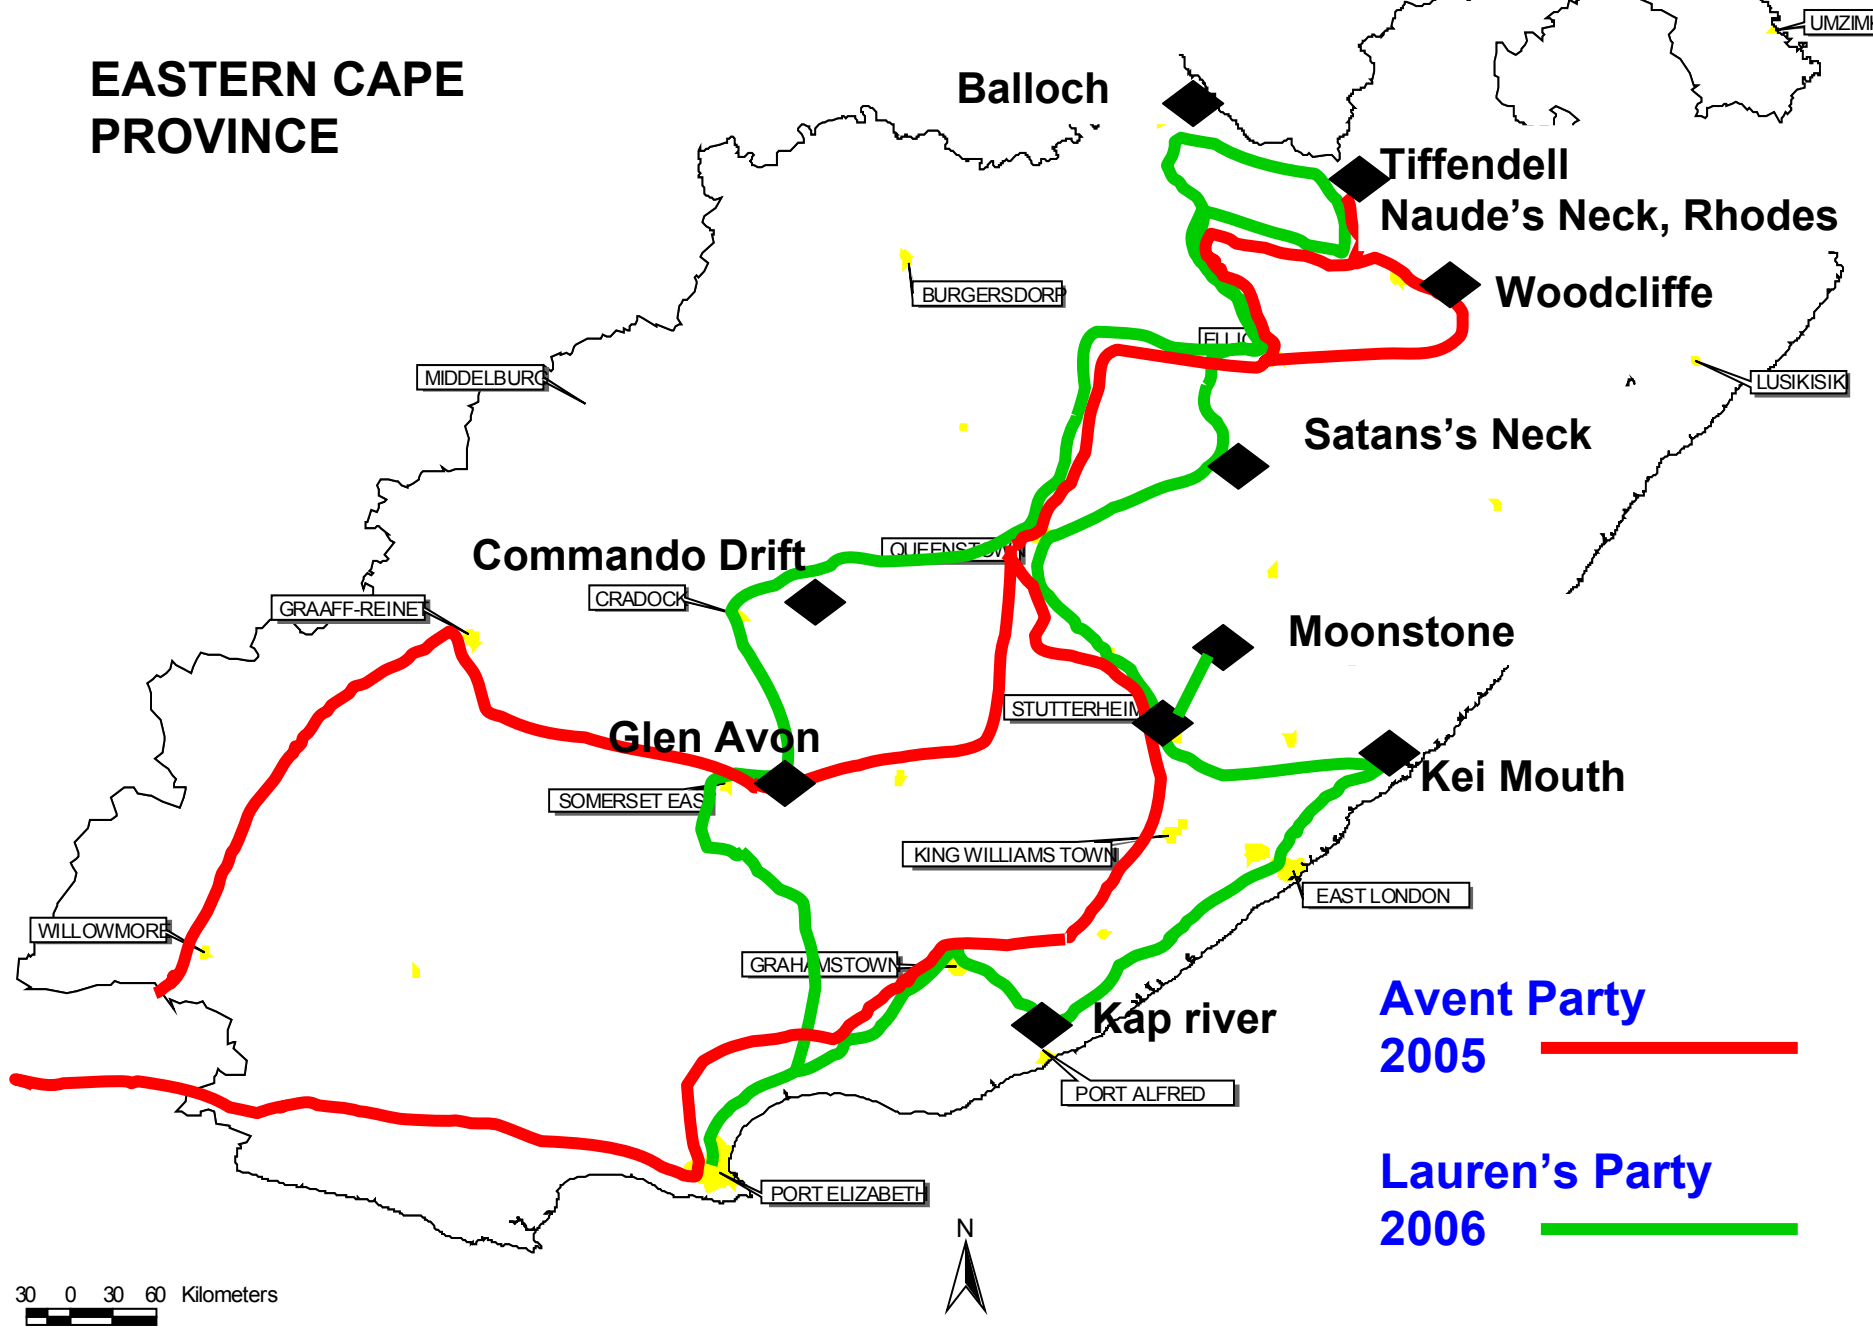 UMZIMK
EASTERN CAPE
PROVINCE
Balloch
Tiffendell
Naude's Neck, Rhodes
BURGERSDORP
Woodcliffe
MIDDELBURG
LUSIKISIK
Satans's Neck
Commando Drift
QUEENSTOWN
CRADOCK
GRAAFF-REINET
Moonstone
STUTTERHEIM
Glen Avon
Kei Mouth
SOMERSET EAS
KING WILLIAMS TOWN
EAST LONDON
WILLOWMORE
GRAHAMSTOWN
Kap river
Avent Party
2005
PORT ALFRED
Lauren's Party
2006
PORT ELIZABETH
N
30 0 30 60 Kilometers